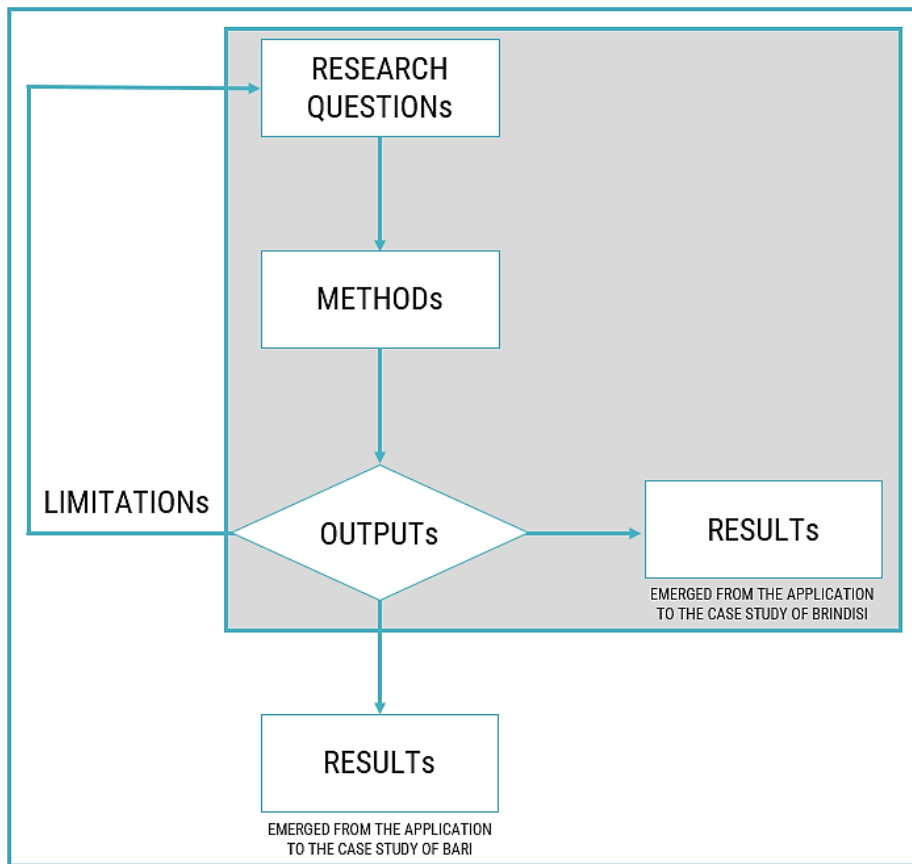 RESEARCH
QUESTIONs
METHODs
LIMITATIONs
OUTPUTs
RESULTs
EMERGED FROM THE APPLICATION
TO THE CASE STUDY OF BRINDISI
RESULTs
EMERGED FROM THE APPLICATION
TO THE CASE STUDY OF BARI